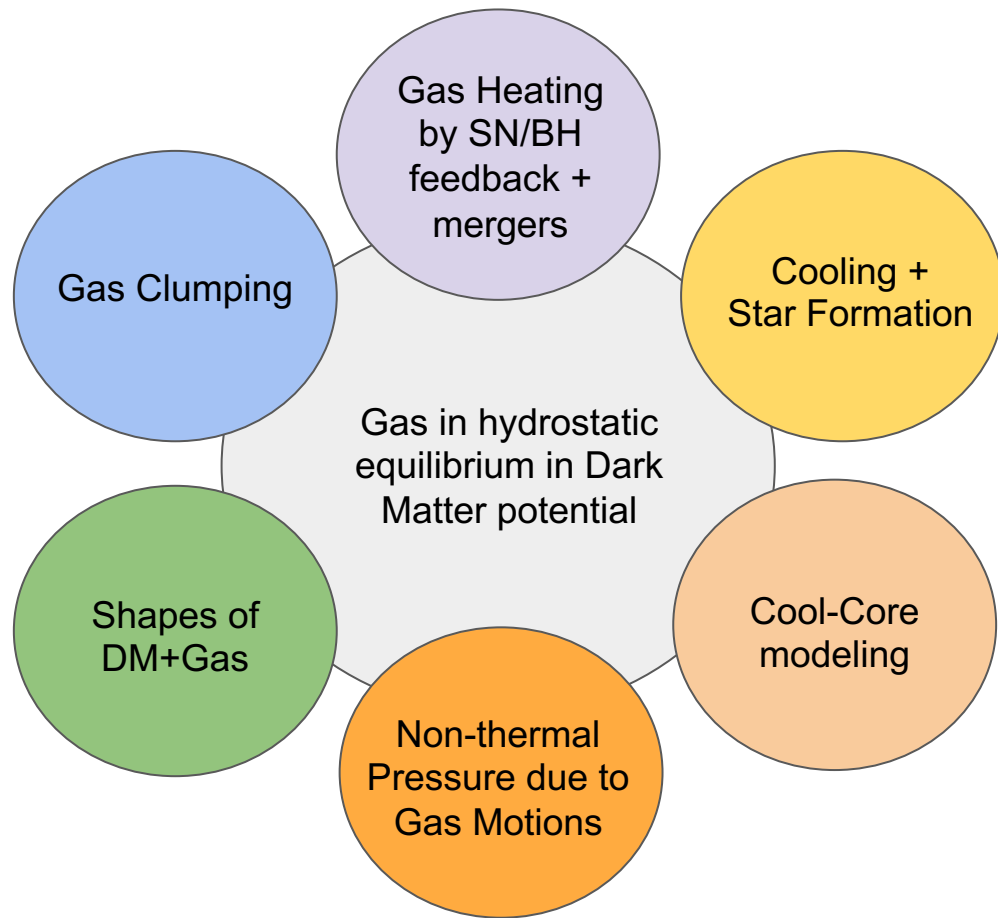 Gas Heating
by SN/BH
feedback +
mergers
Gas Clumping
Cooling +
Star Formation
Gas in hydrostatic
equilibrium in Dark
Matter potential
Shapes of
DM+Gas
Cool-Core
modeling
Non-thermal
Pressure due to
Gas Motions